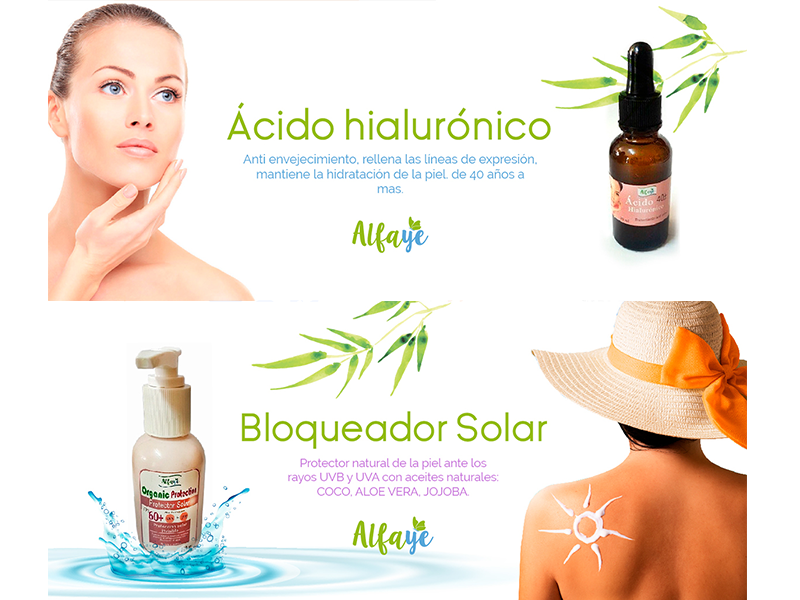 Ácido hialurónico
Anti envejecimiento, rellena las líneas de expresión,
mantiene la hidratación de la piel. de 40 años a
mas.
Alfaye
Ácido 40+
Hialurónico
Bloqueador Solar
Protector natural de la piel ante los
rayos UVB y UVA con aceites naturales:
COCO, ALOE VERA, JOJOBA.
Alfaye
Organic Protection
Protector Solar
60+